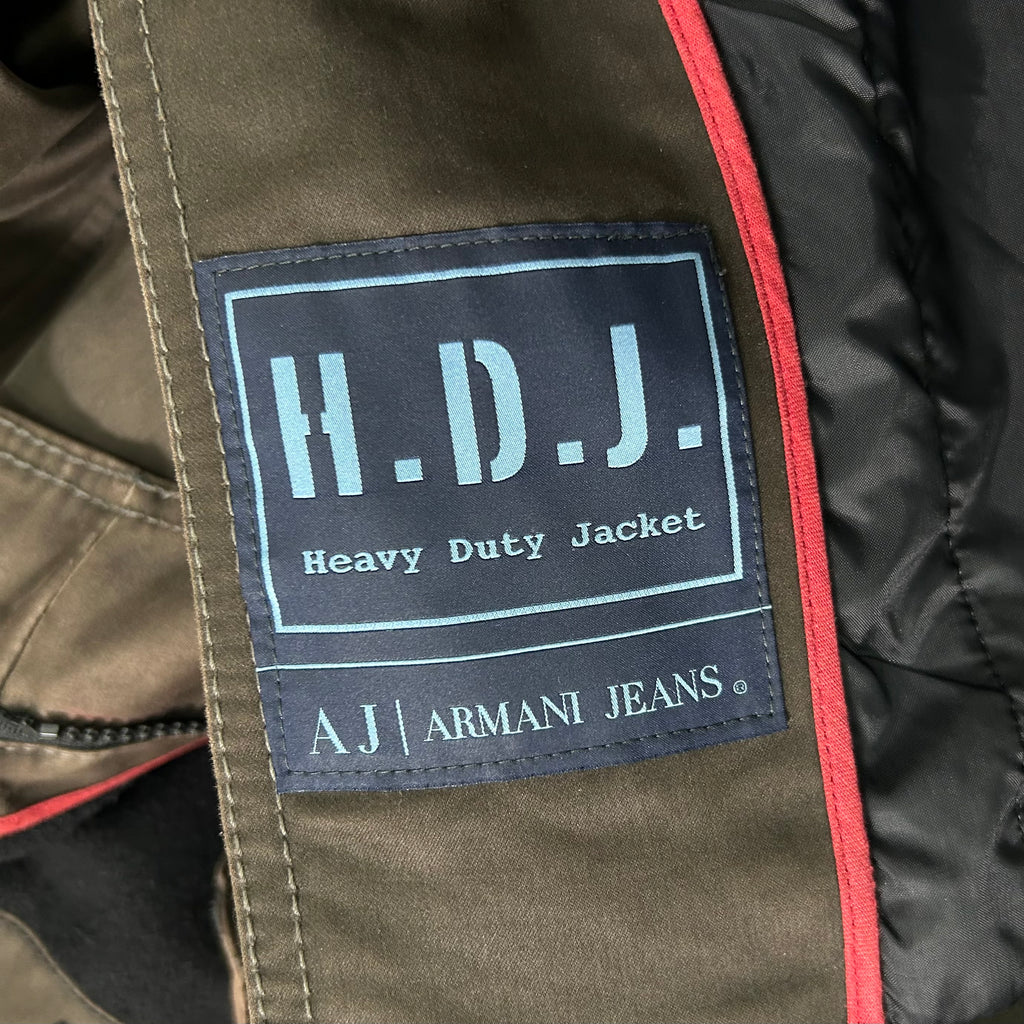 H.D.J.
Heavy Duty Jacket
AJ | ARMANI JEANS®